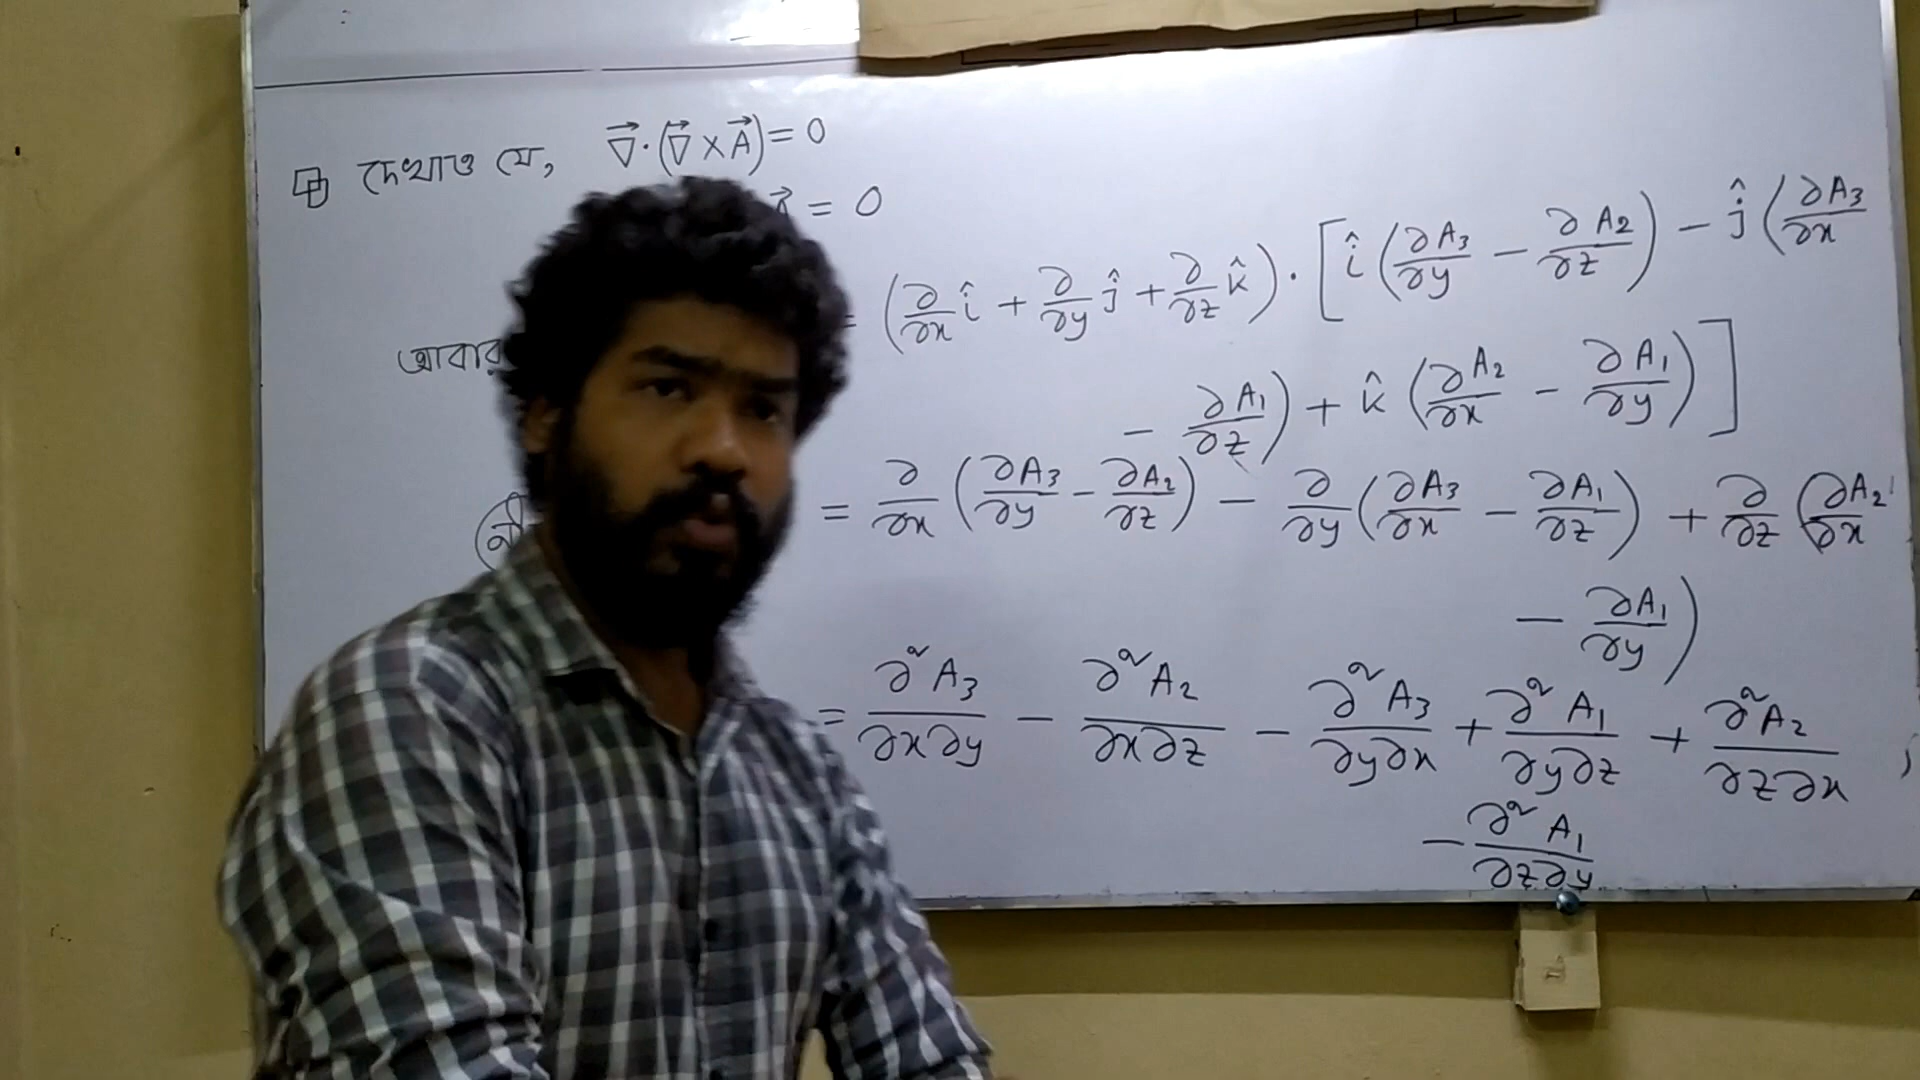 দেখাও যে, ∇⃗·(∇⃗×A⃗)=0
= 0
আবার
= (∂/∂x î + ∂/∂y ĵ + ∂/∂z k̂)·[î(∂A₃/∂y − ∂A₂/∂z) − ĵ(∂A₃/∂x
− ∂A₁/∂z) + k̂(∂A₂/∂x − ∂A₁/∂y)]
= ∂/∂x(∂A₃/∂y − ∂A₂/∂z) − ∂/∂y(∂A₃/∂x − ∂A₁/∂z) + ∂/∂z(∂A₂/∂x
− ∂A₁/∂y)
= ∂²A₃/∂x∂y − ∂²A₂/∂x∂z − ∂²A₃/∂y∂x + ∂²A₁/∂y∂z + ∂²A₂/∂z∂x
− ∂²A₁/∂z∂y